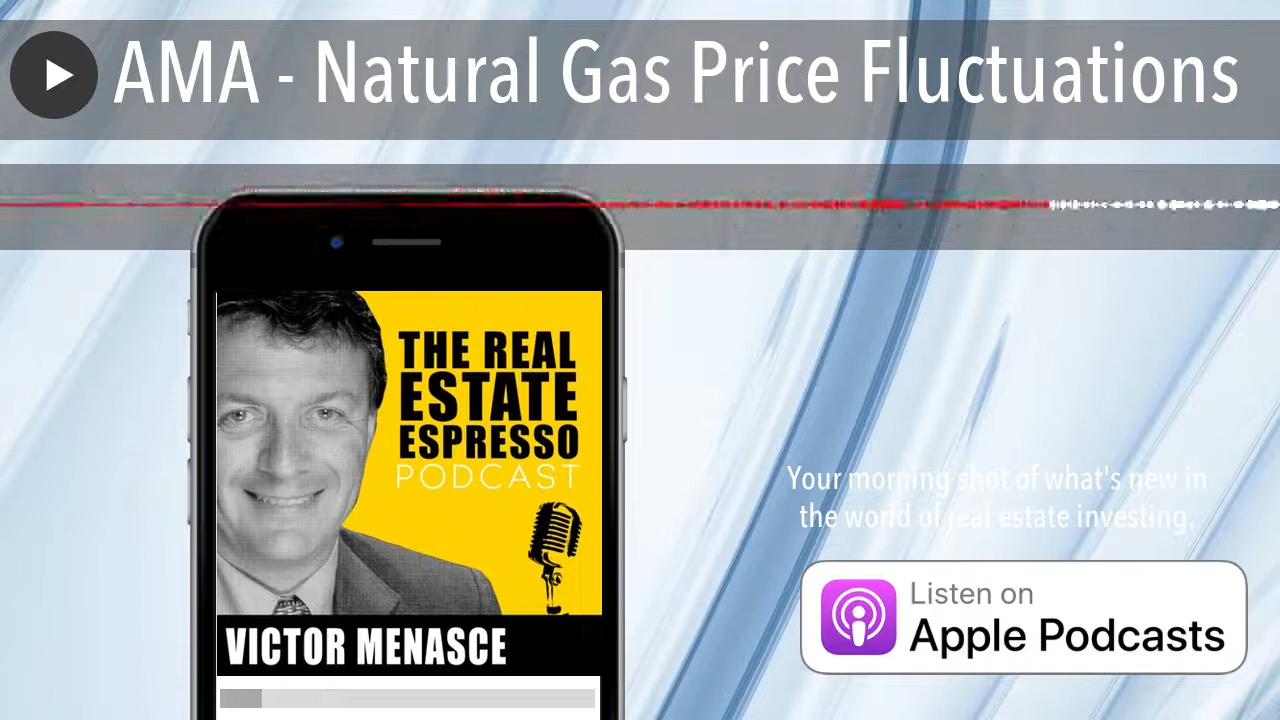 AMA - Natural Gas Price Fluctuations
THE REAL
ESTATE
ESPRESSO
PODCAST
VICTOR MENASCE
Your morning shot of what's new in
the world of real estate investing.
Listen on
Apple Podcasts